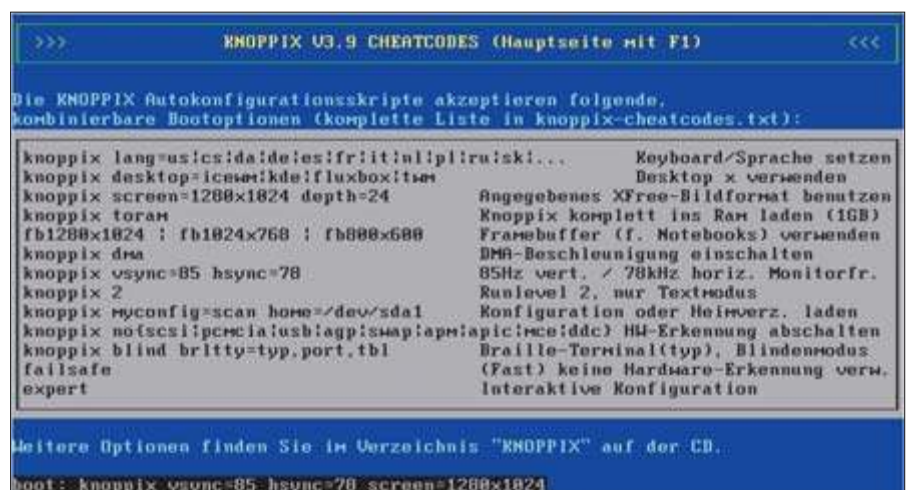 >>> KNOPPIX V3.9 CHEATCODES (Hauptseite mit F1) <<<
Die KNOPPIX Autokonfigurationsskripte akzeptieren folgende,
kombinierbare Bootoptionen (komplette Liste in knoppix-cheatcodes.txt):
knoppix lang=us|cs|da|de|es|fr|it|nl|pl|ru|sk|... Keyboard/Sprache setzen
knoppix desktop=icewm|kde|fluxbox|twm Desktop x verwenden
knoppix screen=1280x1024 depth=24 Angegebenes XFree-Bildformat benutzen
knoppix toram Knoppix komplett ins Ram laden (1GB)
fb1280x1024 | fb1024x768 | fb800x600 Framebuffer (f. Notebooks) verwenden
knoppix dma DMA-Beschleunigung einschalten
knoppix vsync=85 hsync=78 85Hz vert. / 78kHz horiz. Monitorfr.
knoppix 2 Runlevel 2, nur Textmodus
knoppix myconfig=scan home=/dev/sda1 Konfiguration oder Heimverz. laden
knoppix no{scsi|pcmcia|usb|agp|swap|apm|apic|mce|ddc} HW-Erkennung abschalten
knoppix blind brltty=typ,port,tbl Braille-Terminal(typ), Blindenmodus
failsafe (Fast) keine Hardware-Erkennung verw.
expert Interaktive Konfiguration
Weitere Optionen finden Sie im Verzeichnis "KNOPPIX" auf der CD.
boot: knoppix vsync=85 hsync=78 screen=1280x1024